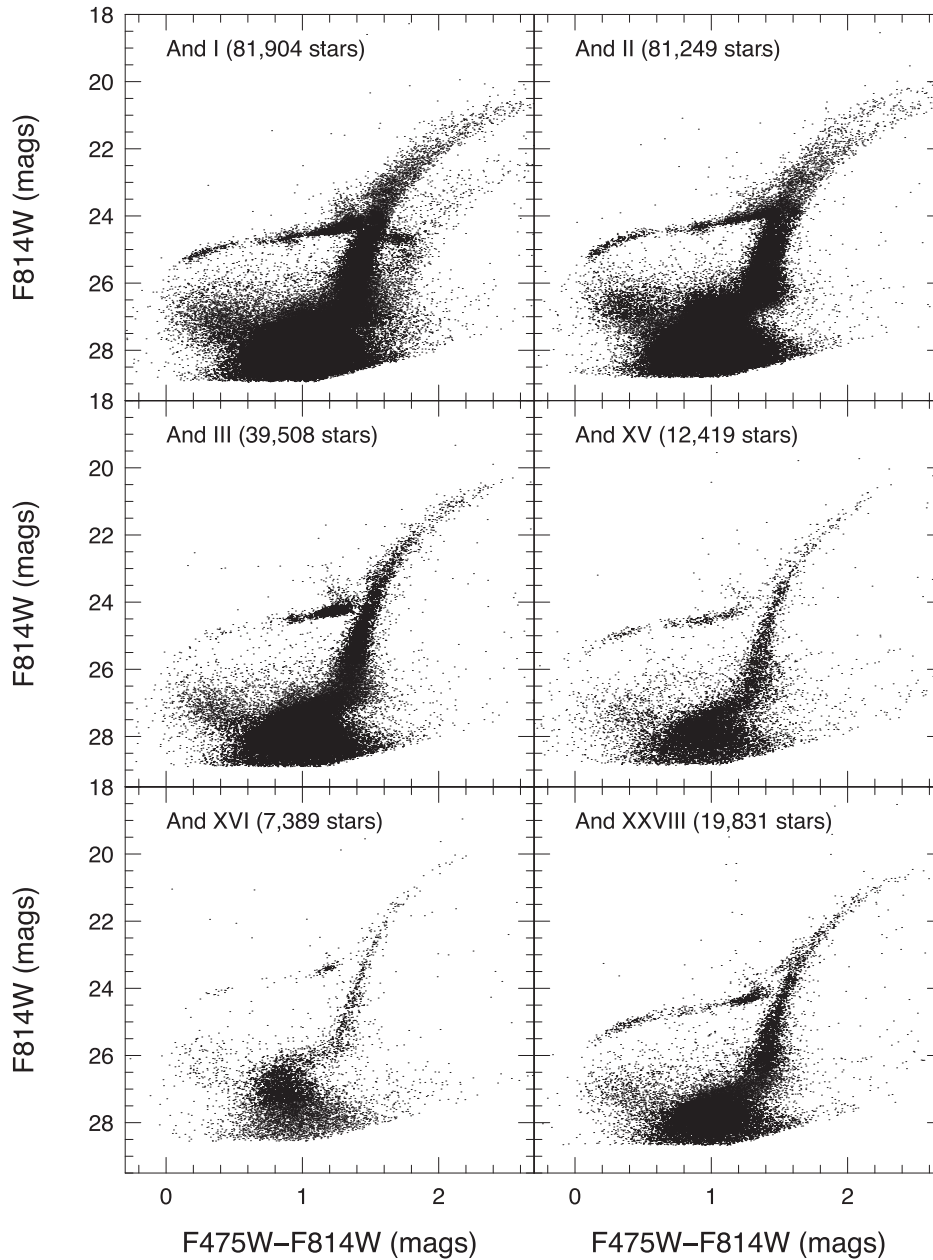 18
20
22
24
26
28
F814W (mags)
And I (81,904 stars)
And II (81,249 stars)
18
20
22
24
26
28
F814W (mags)
And III (39,508 stars)
And XV (12,419 stars)
18
20
22
24
26
28
F814W (mags)
And XVI (7,389 stars)
And XXVIII (19,831 stars)
0 1 2
0 1 2
F475W–F814W (mags)
F475W–F814W (mags)